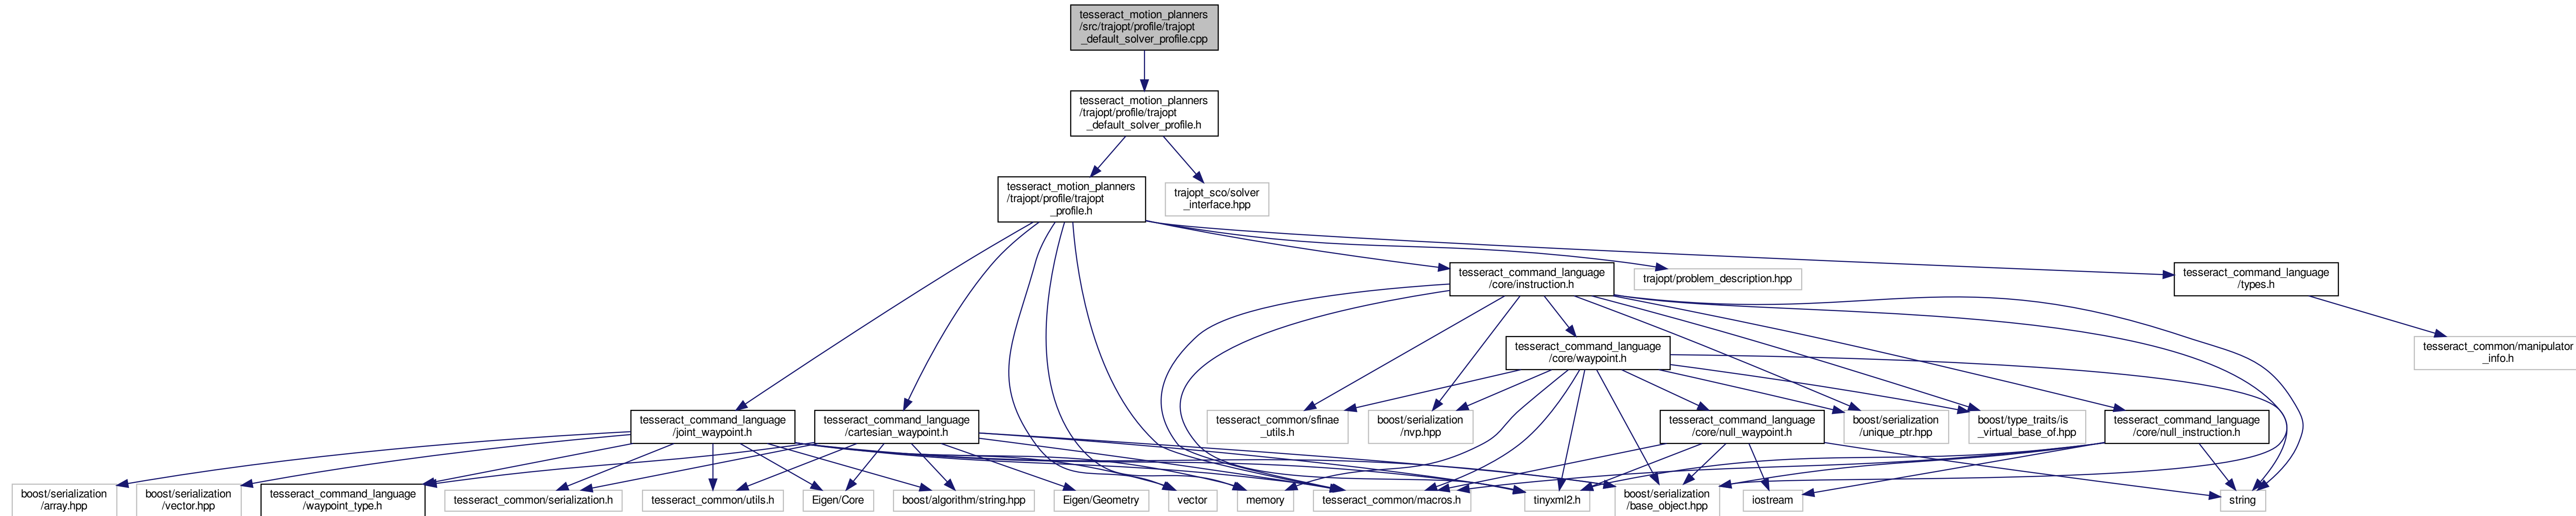 tesseract_motion_planners
/src/trajopt/profile/trajopt
_default_solver_profile.cpp
tesseract_motion_planners
/trajopt/profile/trajopt
_default_solver_profile.h
tesseract_motion_planners
/trajopt/profile/trajopt
_profile.h
trajopt_sco/solver
_interface.hpp
tesseract_command_language
/core/instruction.h
trajopt/problem_description.hpp
tesseract_command_language
/types.h
tesseract_command_language
/core/waypoint.h
tesseract_common/manipulator
_info.h
tesseract_command_language
/joint_waypoint.h
tesseract_command_language
/cartesian_waypoint.h
tesseract_common/sfinae
_utils.h
boost/serialization
/nvp.hpp
tesseract_command_language
/core/null_waypoint.h
boost/serialization
/unique_ptr.hpp
boost/type_traits/is
_virtual_base_of.hpp
tesseract_command_language
/core/null_instruction.h
boost/serialization
/array.hpp
boost/serialization
/vector.hpp
tesseract_command_language
/waypoint_type.h
tesseract_common/serialization.h
tesseract_common/utils.h
Eigen/Core
boost/algorithm/string.hpp
Eigen/Geometry
vector
memory
tesseract_common/macros.h
tinyxml2.h
boost/serialization
/base_object.hpp
iostream
string